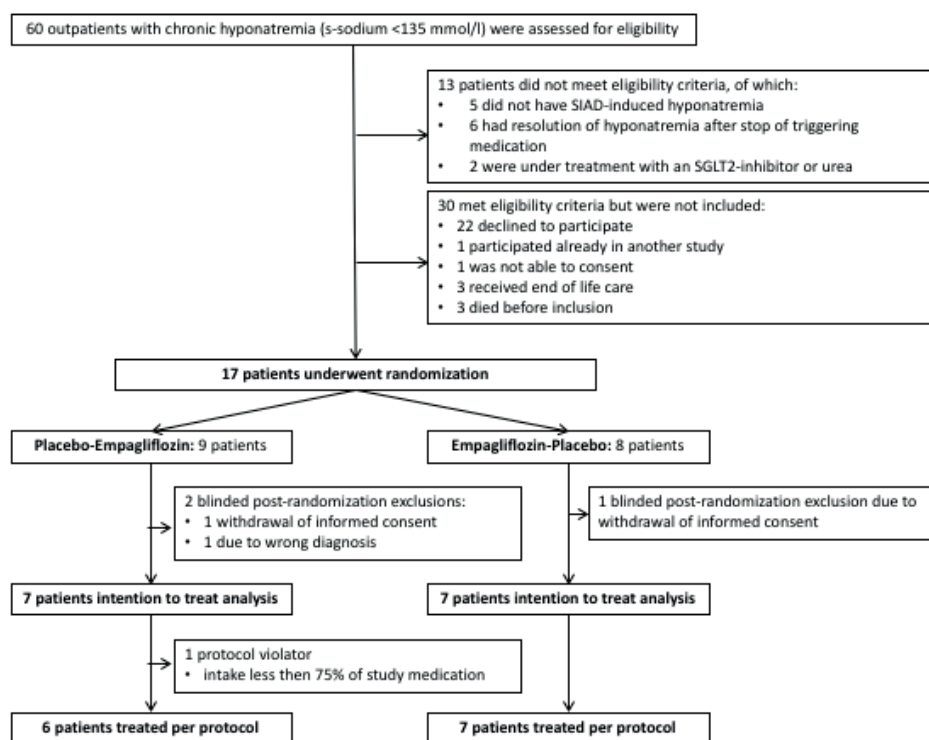 60 outpatients with chronic hyponatremia (s-sodium <135 mmol/l) were assessed for eligibility
13 patients did not meet eligibility criteria, of which:
• 5 did not have SIAD-induced hyponatremia
• 6 had resolution of hyponatremia after stop of triggering
medication
• 2 were under treatment with an SGLT2-inhibitor or urea
30 met eligibility criteria but were not included:
• 22 declined to participate
• 1 participated already in another study
• 1 was not able to consent
• 3 received end of life care
• 3 died before inclusion
17 patients underwent randomization
Placebo-Empagliflozin: 9 patients
Empagliflozin-Placebo: 8 patients
2 blinded post-randomization exclusions:
• 1 withdrawal of informed consent
• 1 due to wrong diagnosis
1 blinded post-randomization exclusion due to
withdrawal of informed consent
7 patients intention to treat analysis
7 patients intention to treat analysis
1 protocol violator
• intake less then 75% of study medication
6 patients treated per protocol
7 patients treated per protocol